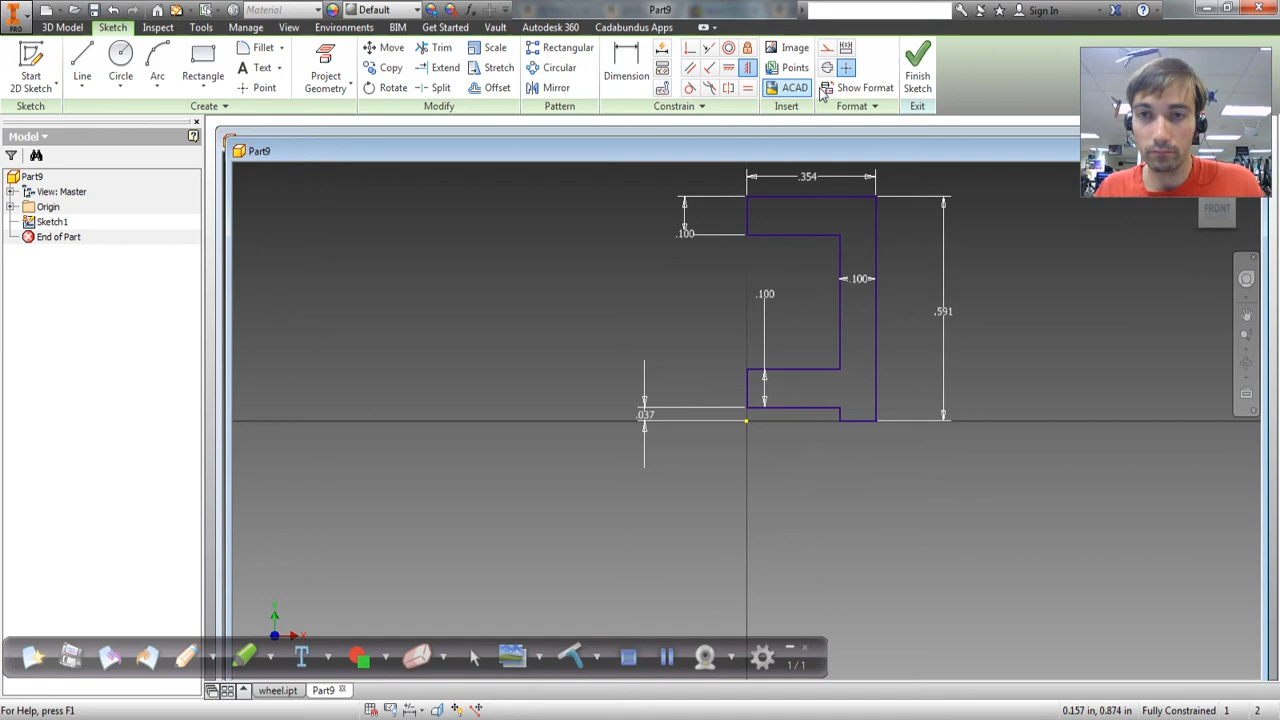 PRO
Material
Default
Part9
Sign In
3D Model
Sketch
Inspect
Tools
Manage
View
Environments
BIM
Get Started
Vault
Autodesk 360
Cadabundus Apps
Start
2D Sketch
Line
Circle
Arc
Rectangle
Fillet
Text
Point
Project
Geometry
Move
Copy
Rotate
Trim
Extend
Split
Scale
Stretch
Offset
Rectangular
Circular
Mirror
Dimension
Image
Points
ACAD
Show Format
Finish
Sketch
Sketch
Create
Modify
Pattern
Constrain
Insert
Format
Exit
Model
Part9
View: Master
Origin
Sketch1
End of Part
Part9
.354
.100
.100
.100
.591
.037
FRONT
1 / 1
wheel.ipt
Part9
For Help, press F1
0.157 in, 0.874 in
Fully Constrained
1
2